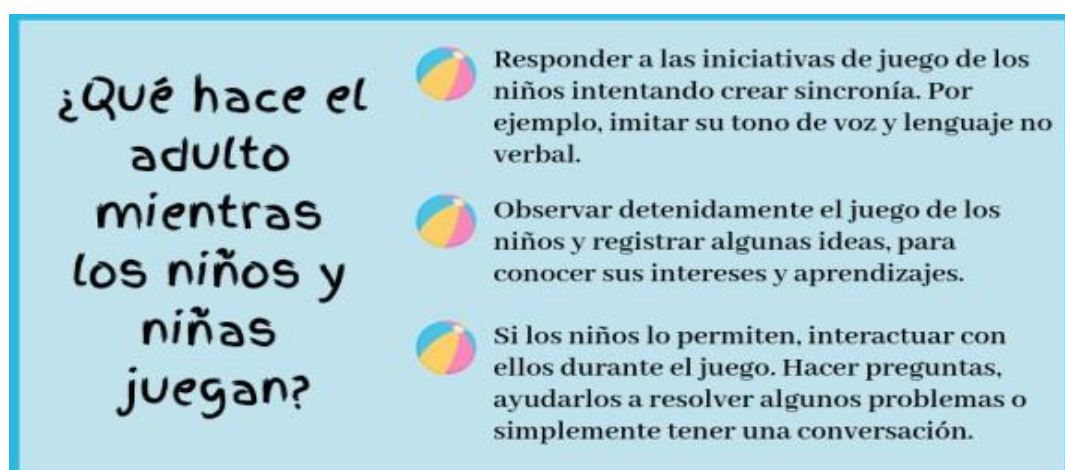 ¿Qué hace el
adulto
mientras
los niños y
niñas
juegan?
Responder a las iniciativas de juego de los
niños intentando crear sincronía. Por
ejemplo, imitar su tono de voz y lenguaje no
verbal.
Observar detenidamente el juego de los
niños y registrar algunas ideas, para
conocer sus intereses y aprendizajes.
Si los niños lo permiten, interactuar con
ellos durante el juego. Hacer preguntas,
ayudarlos a resolver algunos problemas o
simplemente tener una conversación.